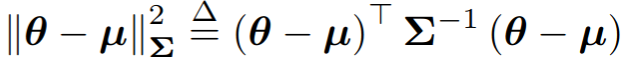 ‖θ − μ‖²_Σ ≜ (θ − μ)^⊤ Σ^{−1} (θ − μ)